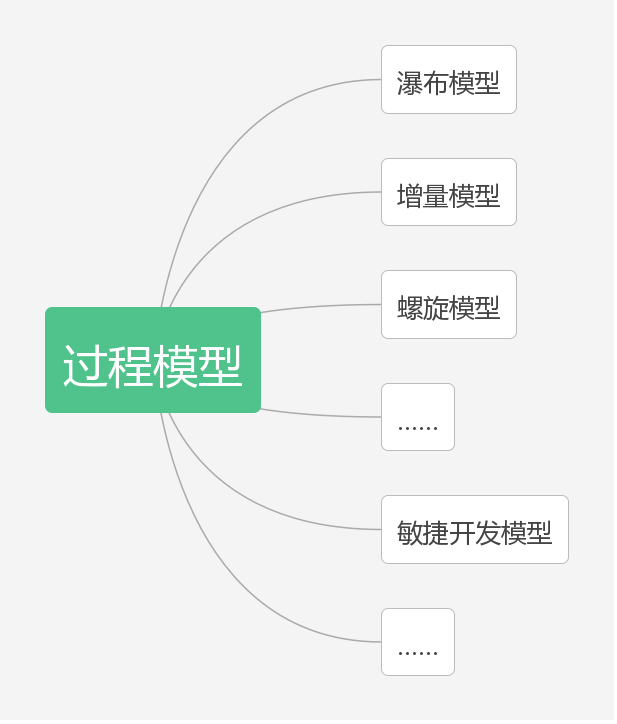 瀑布模型
增量模型
螺旋模型
过程模型
......
敏捷开发模型
......